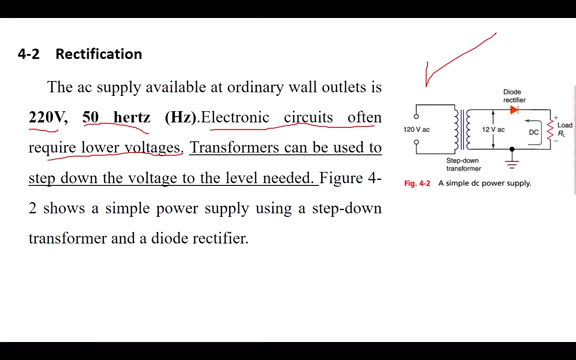 4-2 Rectification
The ac supply available at ordinary wall outlets is
220V, 50 hertz (Hz).Electronic circuits often
require lower voltages. Transformers can be used to
step down the voltage to the level needed. Figure 4-
2 shows a simple power supply using a step-down
transformer and a diode rectifier.
Diode
rectifier
120 V ac
12 V ac
DC
+
Load
RL
−
Step-down
transformer
Fig. 4-2 A simple dc power supply.